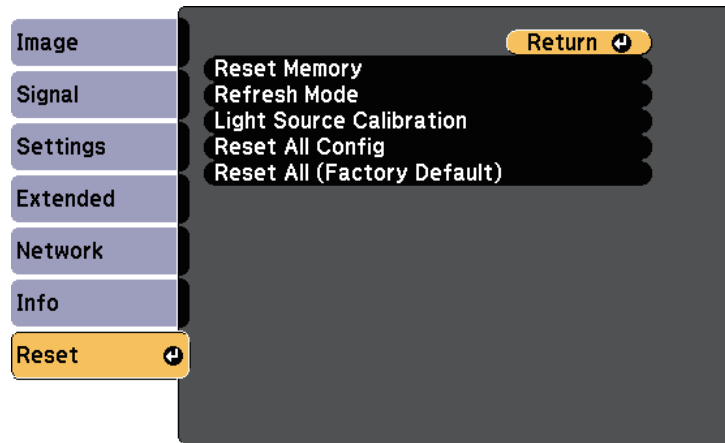 Image
Signal
Settings
Extended
Network
Info
Reset
Return
Reset Memory
Refresh Mode
Light Source Calibration
Reset All Config
Reset All (Factory Default)